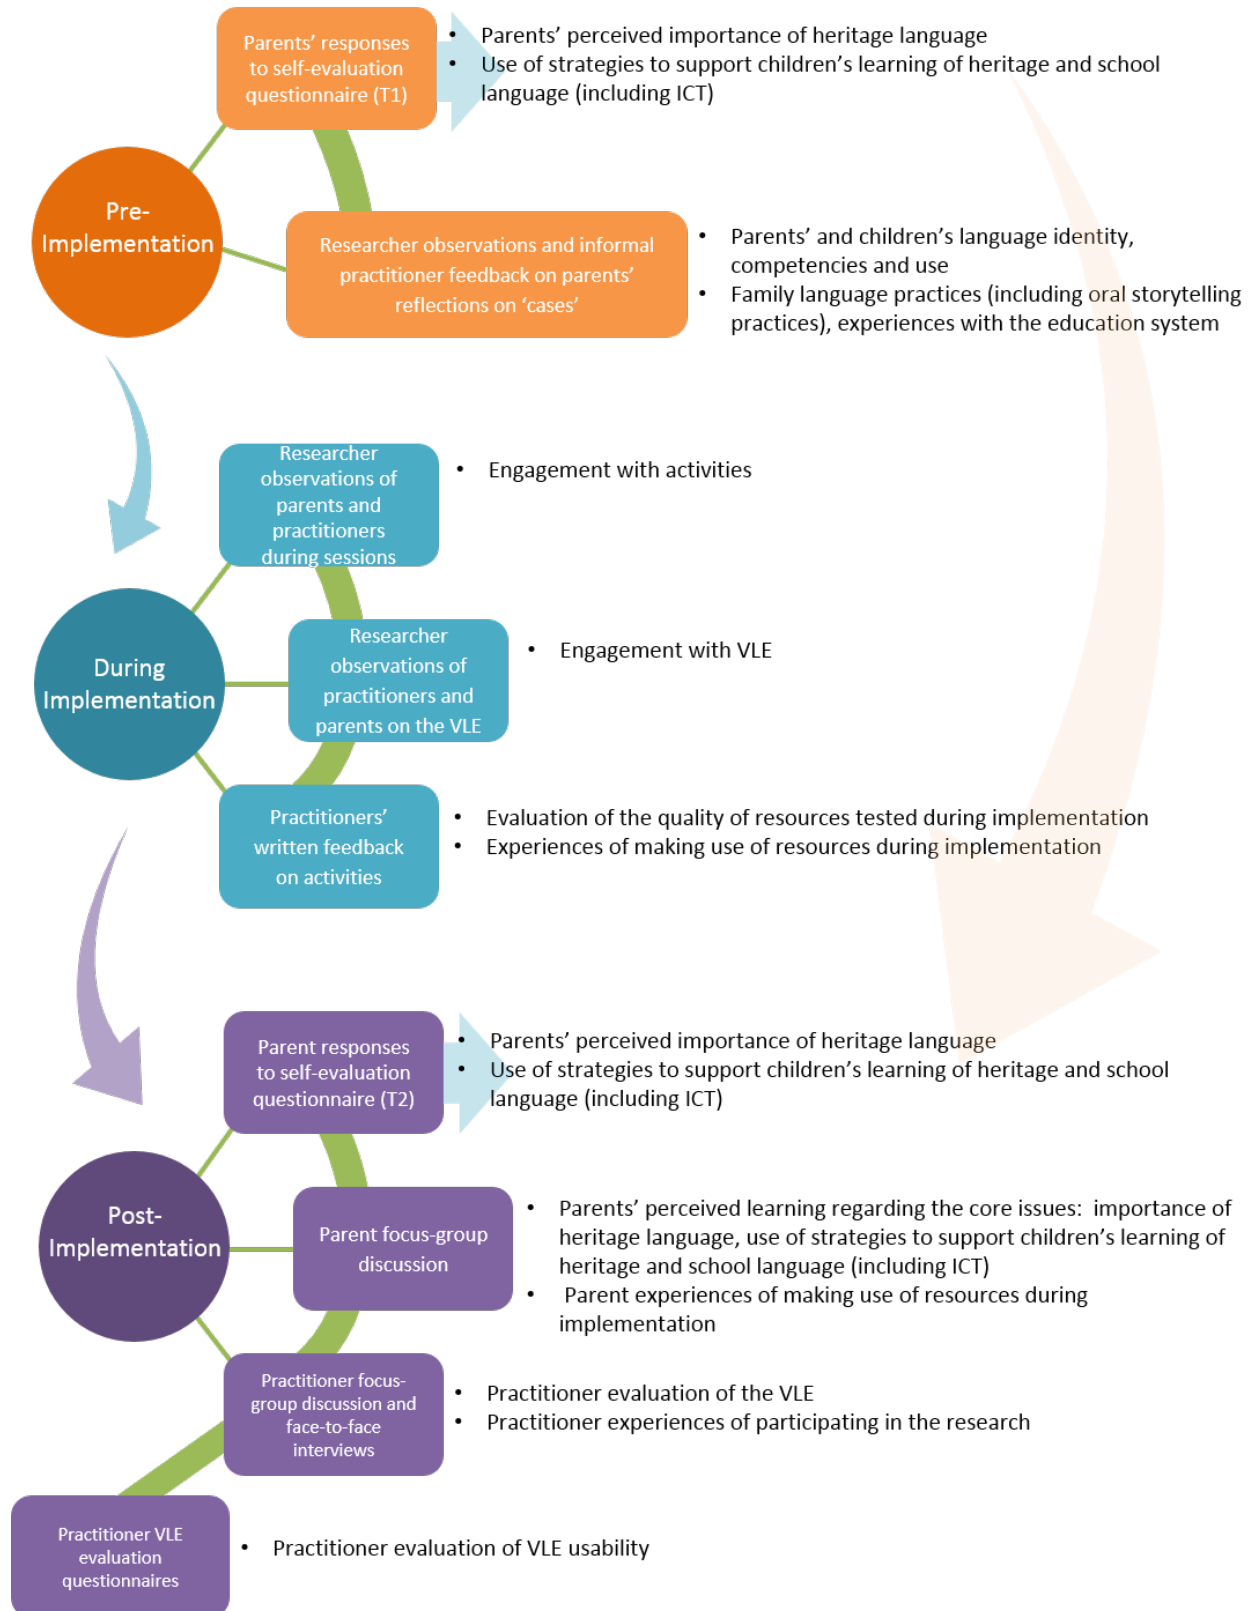 Parents’ responses
to self-evaluation
questionnaire (T1)
• Parents’ perceived importance of heritage language
• Use of strategies to support children’s learning of heritage and school
language (including ICT)
Pre-
Implementation
Researcher observations and informal
practitioner feedback on parents’
reflections on ‘cases’
• Parents’ and children’s language identity,
competencies and use
• Family language practices (including oral storytelling
practices), experiences with the education system
Researcher
observations of
parents and
practitioners
during sessions
• Engagement with activities
During
Implementation
Researcher
observations of
practitioners and
parents on the VLE
• Engagement with VLE
Practitioners’
written feedback
on activities
• Evaluation of the quality of resources tested during implementation
• Experiences of making use of resources during implementation
Parent responses
to self-evaluation
questionnaire (T2)
• Parents’ perceived importance of heritage language
• Use of strategies to support children’s learning of heritage and school
language (including ICT)
Post-
Implementation
Parent focus-group
discussion
• Parents’ perceived learning regarding the core issues: importance of
heritage language, use of strategies to support children’s learning of
heritage and school language (including ICT)
• Parent experiences of making use of resources during
implementation
Practitioner focus-
group discussion and
face-to-face
interviews
• Practitioner evaluation of the VLE
• Practitioner experiences of participating in the research
Practitioner VLE
evaluation
questionnaires
• Practitioner evaluation of VLE usability